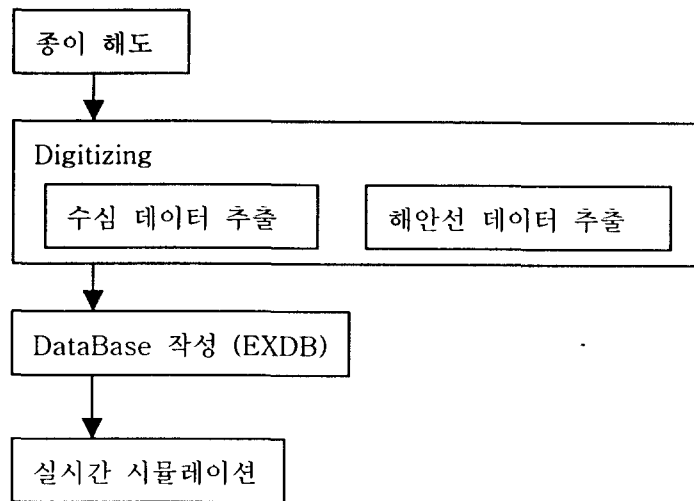 종이 해도
Digitizing
수심 데이터 추출
해안선 데이터 추출
DataBase 작성 (EXDB)
실시간 시뮬레이션